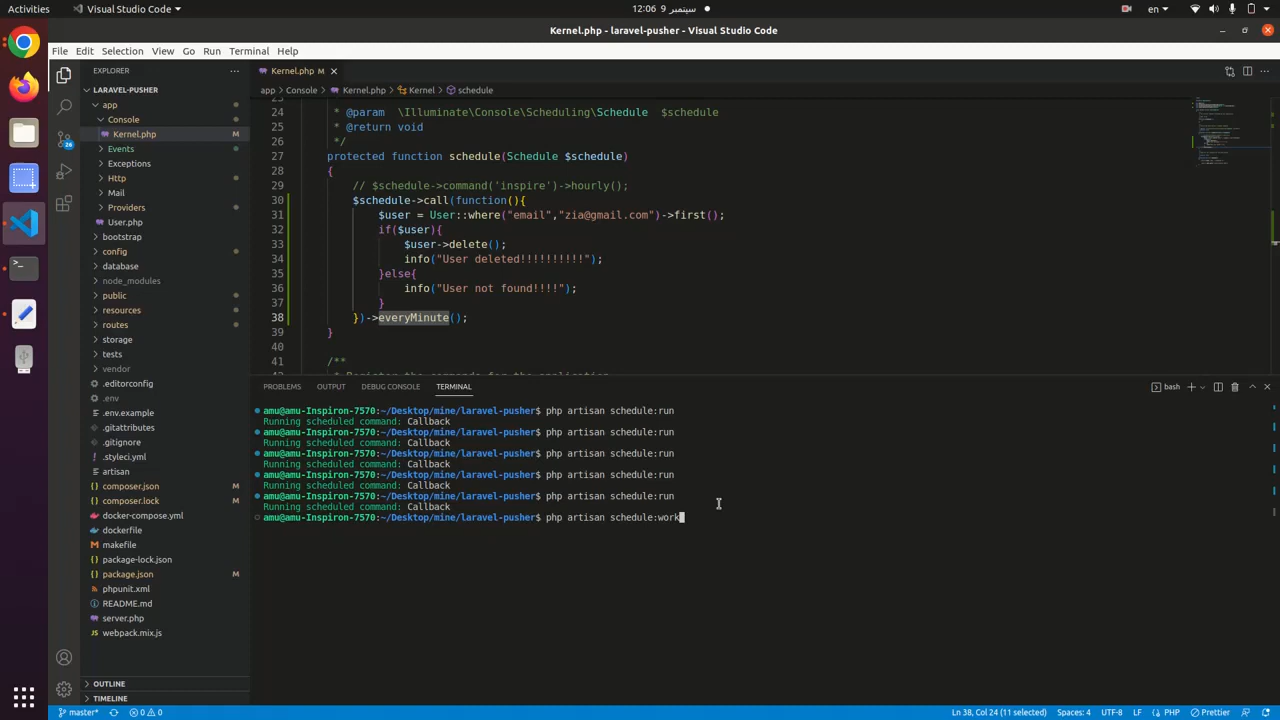 Activities
Visual Studio Code
12:06 9 سپتمبر
en
Kernel.php - laravel-pusher - Visual Studio Code
File Edit Selection View Go Run Terminal Help
EXPLORER
LARAVEL-PUSHER
app
Console
Kernel.php M
Events
Exceptions
Http
Mail
Providers
User.php
bootstrap
config
database
node_modules
public
resources
routes
storage
tests
vendor
.editorconfig
.env
.env.example
.gitattributes
.gitignore
.styleci.yml
artisan
composer.json M
composer.lock M
docker-compose.yml
dockerfile
makefile
package-lock.json
package.json M
phpunit.xml
README.md
server.php
webpack.mix.js
OUTLINE
TIMELINE
26
Kernel.php M
app > Console > Kernel.php > Kernel > schedule
24 * @param \Illuminate\Console\Scheduling\Schedule $schedule
25 * @return void
26 */
27 protected function schedule(Schedule $schedule)
28 {
29 // $schedule->command('inspire')->hourly();
30 $schedule->call(function(){
31 $user = User::where("email","zia@gmail.com")->first();
32 if($user){
33 $user->delete();
34 info("User deleted!!!!!!!!!!");
35 }else{
36 info("User not found!!!!");
37 }
38 })->everyMinute();
39 }
40
41 /**
PROBLEMS OUTPUT DEBUG CONSOLE TERMINAL
bash
amu@amu-Inspiron-7570:~/Desktop/mine/laravel-pusher$ php artisan schedule:run
Running scheduled command: Callback
amu@amu-Inspiron-7570:~/Desktop/mine/laravel-pusher$ php artisan schedule:run
Running scheduled command: Callback
amu@amu-Inspiron-7570:~/Desktop/mine/laravel-pusher$ php artisan schedule:run
Running scheduled command: Callback
amu@amu-Inspiron-7570:~/Desktop/mine/laravel-pusher$ php artisan schedule:run
Running scheduled command: Callback
amu@amu-Inspiron-7570:~/Desktop/mine/laravel-pusher$ php artisan schedule:run
Running scheduled command: Callback
amu@amu-Inspiron-7570:~/Desktop/mine/laravel-pusher$ php artisan schedule:work
master* 0 0
Ln 38, Col 24 (11 selected) Spaces: 4 UTF-8 LF PHP Prettier